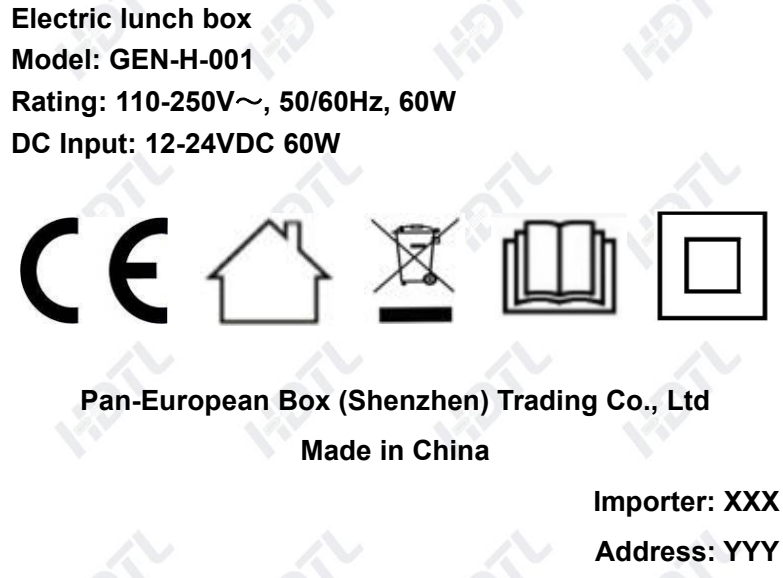 Electric lunch box
Model: GEN-H-001
Rating: 110-250V～, 50/60Hz, 60W
DC Input: 12-24VDC 60W
CE
Pan-European Box (Shenzhen) Trading Co., Ltd
Made in China
Importer: XXX
Address: YYY
HDTL